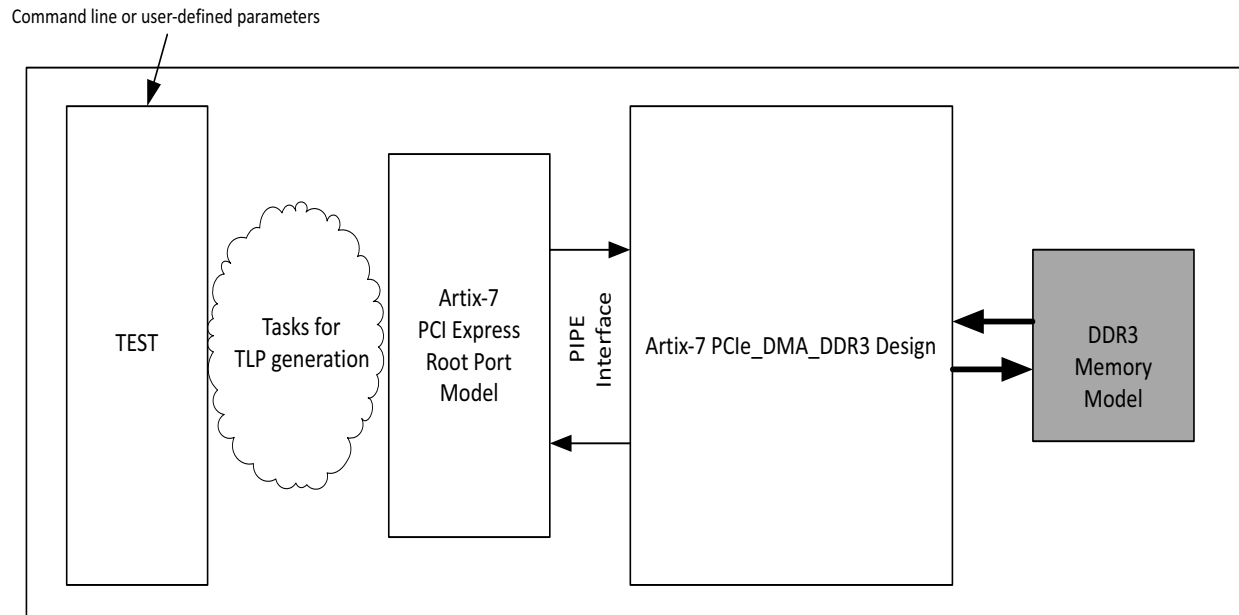 Command line or user-defined parameters
TEST
Tasks for
TLP generation
Artix-7
PCI Express
Root Port
Model
PIPE
Interface
Artix-7 PCIe_DMA_DDR3 Design
DDR3
Memory
Model